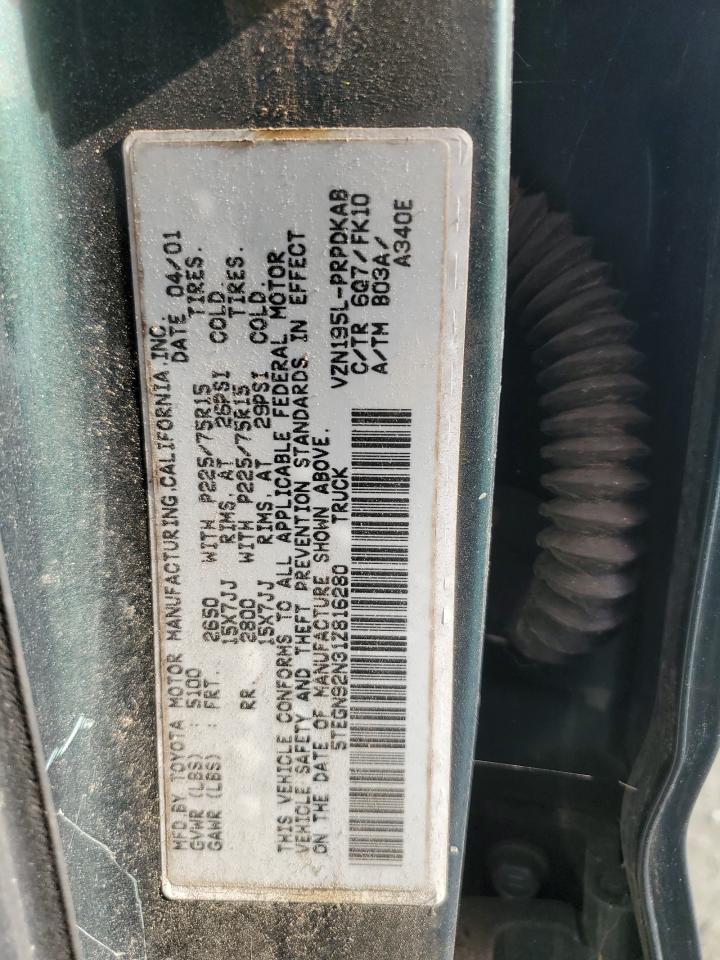 MFD.BY TOYOTA MOTOR MANUFACTURING,CALIFORNIA,INC.
GVWR (LBS) : 5100 DATE 04/01
GAWR (LBS) : FRT. 2650 WITH P225/75R15 TIRES.
15X7JJ RIMS, AT 26PSI COLD.
RR 2800 WITH P225/75R15 TIRES.
15X7JJ RIMS, AT 29PSI COLD.
THIS VEHICLE CONFORMS TO ALL APPLICABLE FEDERAL MOTOR
VEHICLE SAFETY AND THEFT PREVENTION STANDARDS IN EFFECT
ON THE DATE OF MANUFACTURE SHOWN ABOVE.
5TEGN92N31Z816280 TRUCK
VZN195L-PRPDKAB
C/TR 6Q7/FK10
A/TM B03A/
A340E